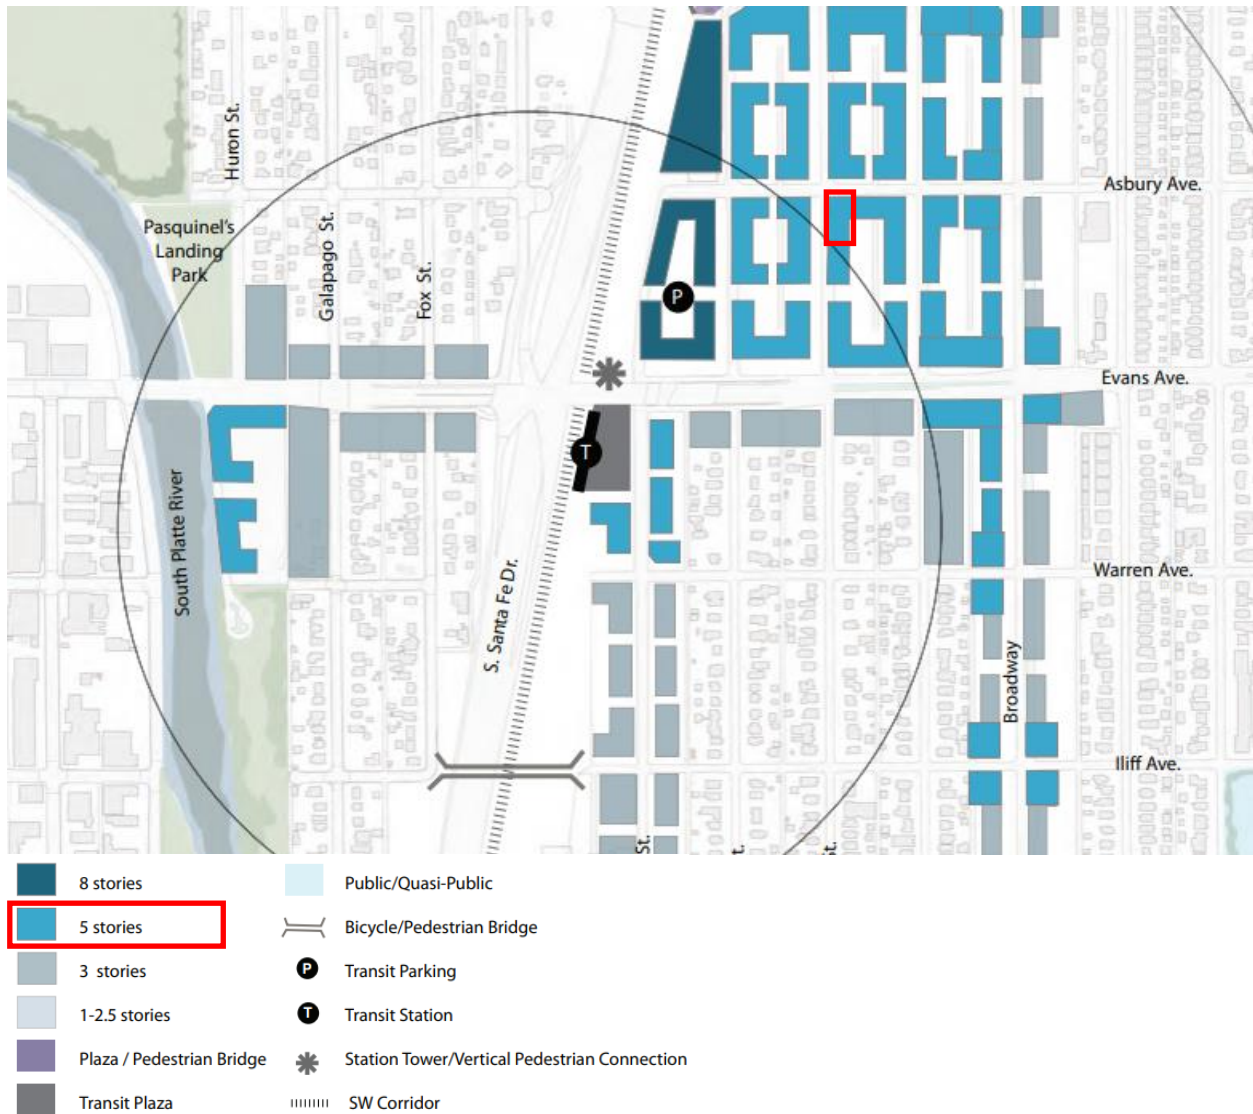 Huron St.
Asbury Ave.
Pasquinel's
Landing
Park
Galapago St.
Fox St.
P
Evans Ave.
T
South Platte River
S. Santa Fe Dr.
Warren Ave.
Broadway
Iliff Ave.
St.
t.
St.
8 stories
Public/Quasi-Public
5 stories
Bicycle/Pedestrian Bridge
3 stories
P
Transit Parking
1-2.5 stories
T
Transit Station
Plaza / Pedestrian Bridge
Station Tower/Vertical Pedestrian Connection
Transit Plaza
SW Corridor